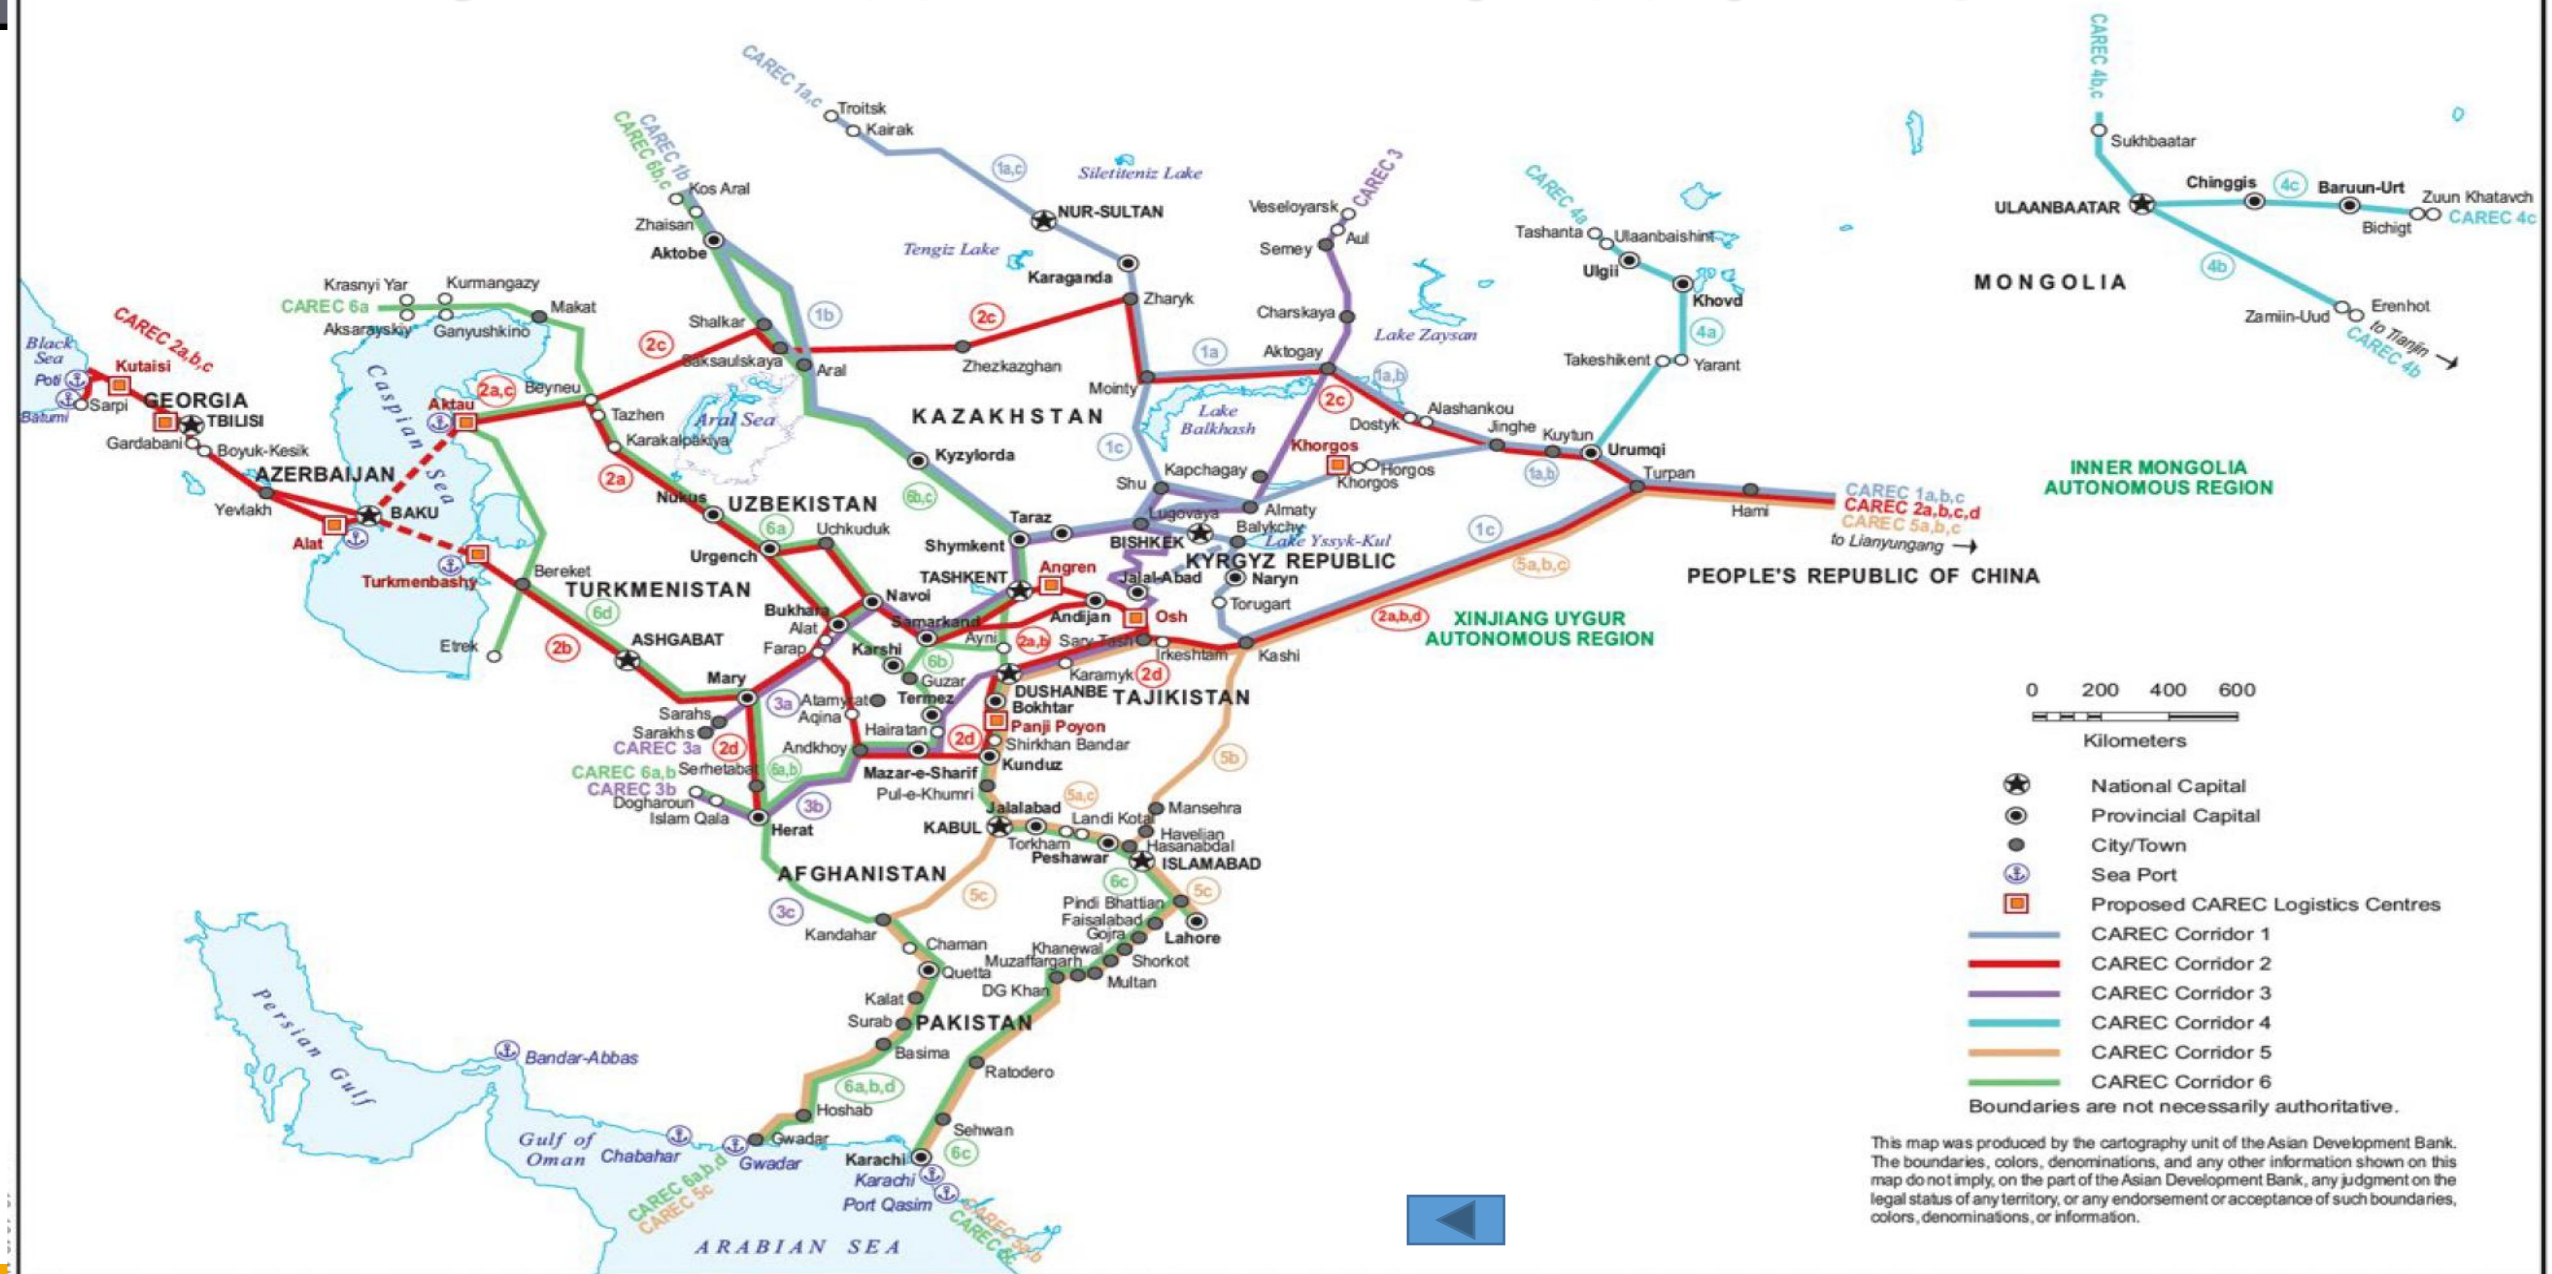 CAREC 4b,c
CAREC 1a,c
Troitsk
Kairak
CAREC 1b
CAREC 6b,c
1a,c
Siletiteniz Lake
CAREC 3
CAREC 4a
Sukhbaatar
Kos Aral
Zhaisan
Aktobe
NUR-SULTAN
Veseloyarsk
Aul
Semey
Tashanta
Ulaanbaishint
Ulgii
Khovd
ULAANBAATAR
Chinggis
4c
Baruun-Urt
Zuun Khatavch
CAREC 4c
Bichigt
4b
MONGOLIA
Tengiz Lake
Karaganda
Zharyk
Krasnyi Yar
Kurmangazy
CAREC 6a
Makat
Aksarayskiy
Ganyushkino
Shalkar
1b
2c
2c
Charskaya
Lake Zaysan
4a
Zamiin-Uud
Erenhot
to Tianjin
CAREC 4b
Black
Sea
CAREC 2a,b,c
Poti
Kutaisi
Batumi
Sarpi
GEORGIA
TBILISI
Gardabani
Boyuk-Kesik
Caspian Sea
2a,c
Beyneu
Aktau
Tazhen
Karakalpakiya
Saksaulskaya
Aral
Aral Sea
Zhezkazghan
KAZAKHSTAN
Mointy
1a
Aktogay
1a,b
2c
Takeshikent
Yarant
Lake
Balkhash
Dostyk
Alashankou
Jinghe
Kuytun
Urumqi
1c
Khorgos
Horgos
Khorgos
1a,b
Turpan
Hami
CAREC 1a,b,c
CAREC 2a,b,c,d
CAREC 5a,b,c
to Lianyungang
INNER MONGOLIA
AUTONOMOUS REGION
AZERBAIJAN
Yevlakh
BAKU
Alat
2a
Nukus
UZBEKISTAN
Kyzylorda
6b,c
Kapchagay
Shu
Almaty
Lugovaya
Balykchy
Taraz
BISHKEK
Lake Yssyk-Kul
1c
Turkmenbashy
Bereket
TURKMENISTAN
Urgench
6a
Uchkuduk
Shymkent
KYRGYZ REPUBLIC
5a,b,c
PEOPLE'S REPUBLIC OF CHINA
TASHKENT
Angren
Jalal-Abad
Naryn
Torugart
6d
Etrek
2b
ASHGABAT
Bukhara
Navoi
Alat
Farap
Samarkand
Karshi
Ayni
Andijan
Osh
2a,b
Sary-Tash
Irkeshtam
Kashi
2a,b,d
XINJIANG UYGUR
AUTONOMOUS REGION
Mary
6b
Guzar
Karamyk
2d
Sarahs
Sarakhs
CAREC 3a
3a
Atamyrat
Aqina
Termez
DUSHANBE
TAJIKISTAN
Bokhtar
Panji Poyon
Hairatan
2d
2d
Andkhoy
Shirkhan Bandar
Kunduz
Mazar-e-Sharif
Pul-e-Khumri
CAREC 6a,b
CAREC 3b
Serhetabat
6a,b
3b
Dogharoun
Islam Qala
Herat
5b
Jalalabad
5a,c
KABUL
Landi Kotal
Torkham
Peshawar
Mansehra
Havelian
Hasanabdal
ISLAMABAD
AFGHANISTAN
3c
5c
6c
5c
Kandahar
Chaman
Quetta
Kalat
Surab
PAKISTAN
Basima
Pindi Bhattian
Faisalabad
Gojra
Lahore
Khanewal
Shorkot
Muzaffargarh
Multan
DG Khan
Ratodero
6a,b,d
Hoshab
Gwadar
Sehwan
6c
Karachi
Karachi
Port Qasim
Persian Gulf
Bandar-Abbas
Gulf of
Oman
Chabahar
Gwadar
CAREC 6a,b,d
CAREC 5c
CAREC 5a,b
CAREC 6c
ARABIAN SEA
0 200 400 600
Kilometers
National Capital
Provincial Capital
City/Town
Sea Port
Proposed CAREC Logistics Centres
CAREC Corridor 1
CAREC Corridor 2
CAREC Corridor 3
CAREC Corridor 4
CAREC Corridor 5
CAREC Corridor 6
Boundaries are not necessarily authoritative.
This map was produced by the cartography unit of the Asian Development Bank.
The boundaries, colors, denominations, and any other information shown on this
map do not imply, on the part of the Asian Development Bank, any judgment on the
legal status of any territory, or any endorsement or acceptance of such boundaries,
colors, denominations, or information.